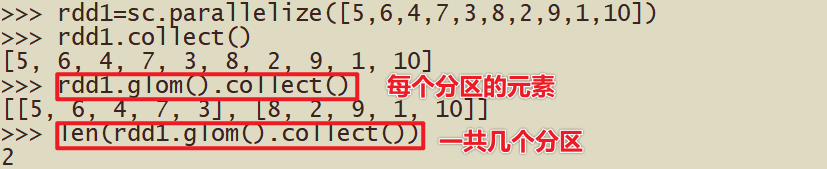 >>> rdd1=sc.parallelize([5,6,4,7,3,8,2,9,1,10])
>>> rdd1.collect()
[5, 6, 4, 7, 3, 8, 2, 9, 1, 10]
>>> rdd1.glom().collect() 每个分区的元素
[[5, 6, 4, 7, 3], [8, 2, 9, 1, 10]]
>>> len(rdd1.glom().collect()) 一共几个分区
2